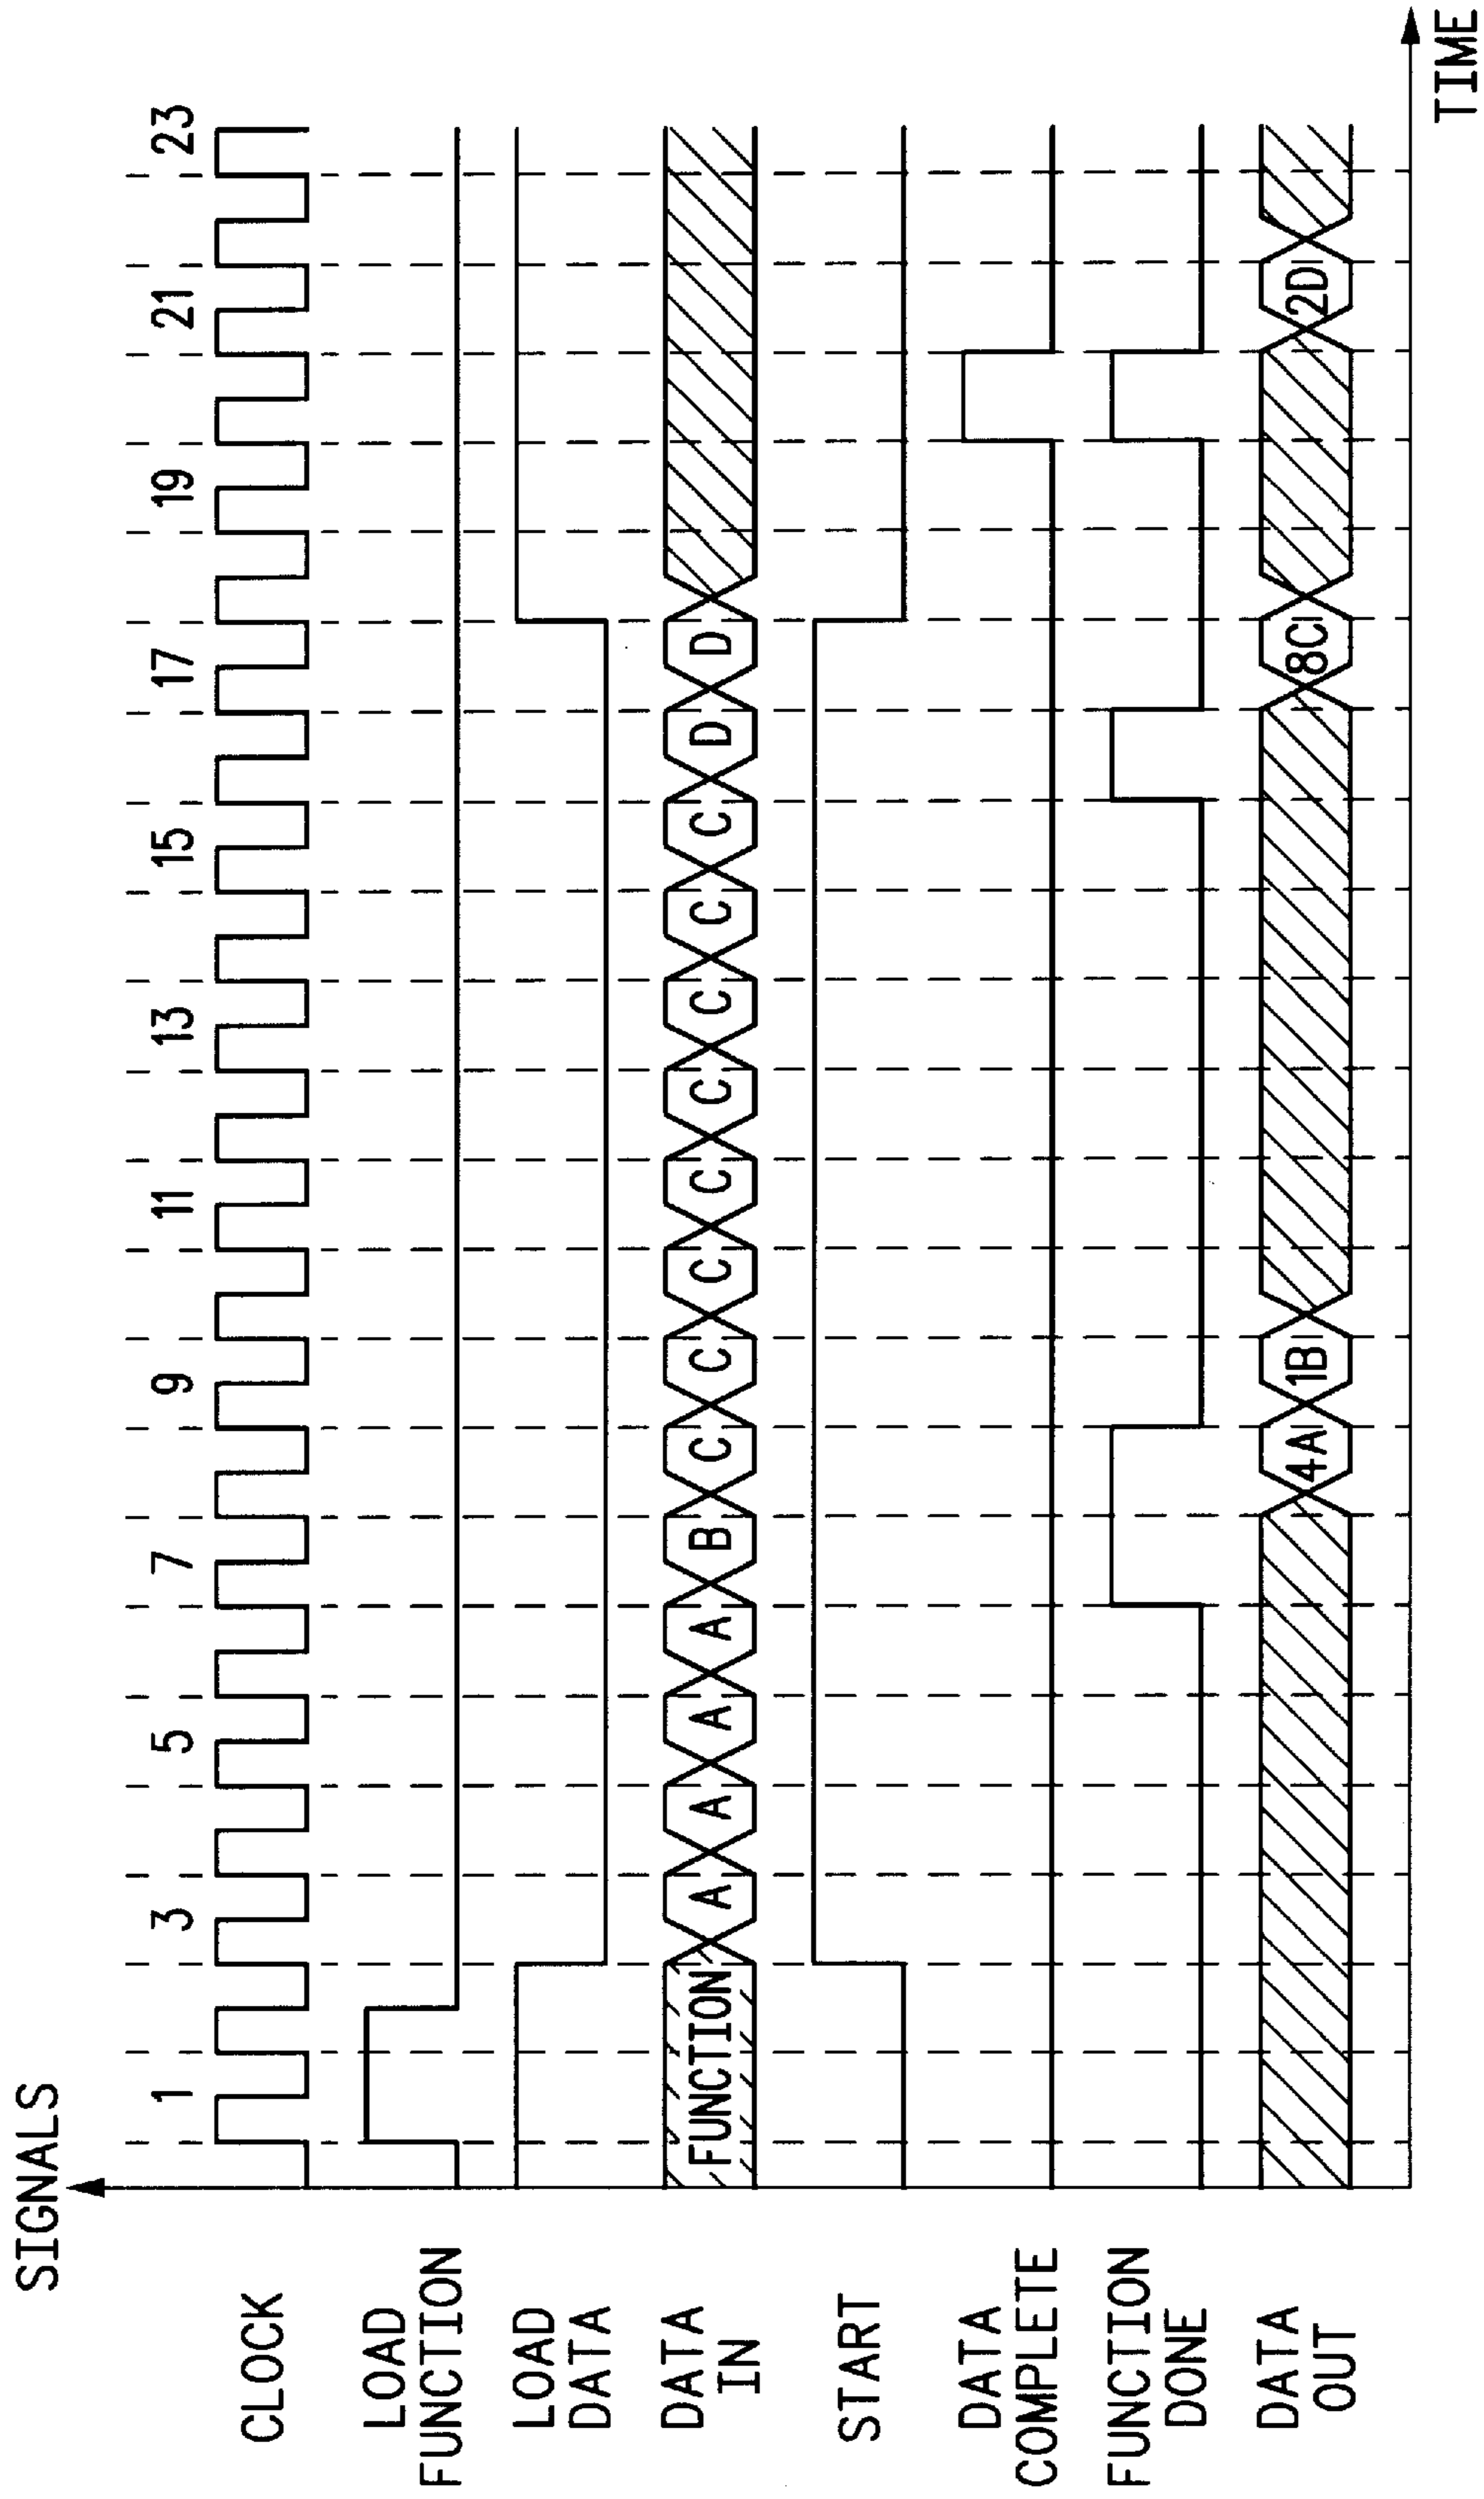 SIGNALS
1 3 5 7 9 11 13 15 17 19 21 23
CLOCK
LOAD
FUNCTION
LOAD
DATA
DATA
IN
FUNCTION A A A A B C C C C C C C C D D
START
DATA
COMPLETE
FUNCTION
DONE
DATA
OUT
4A 1B 8C 2D
TIME